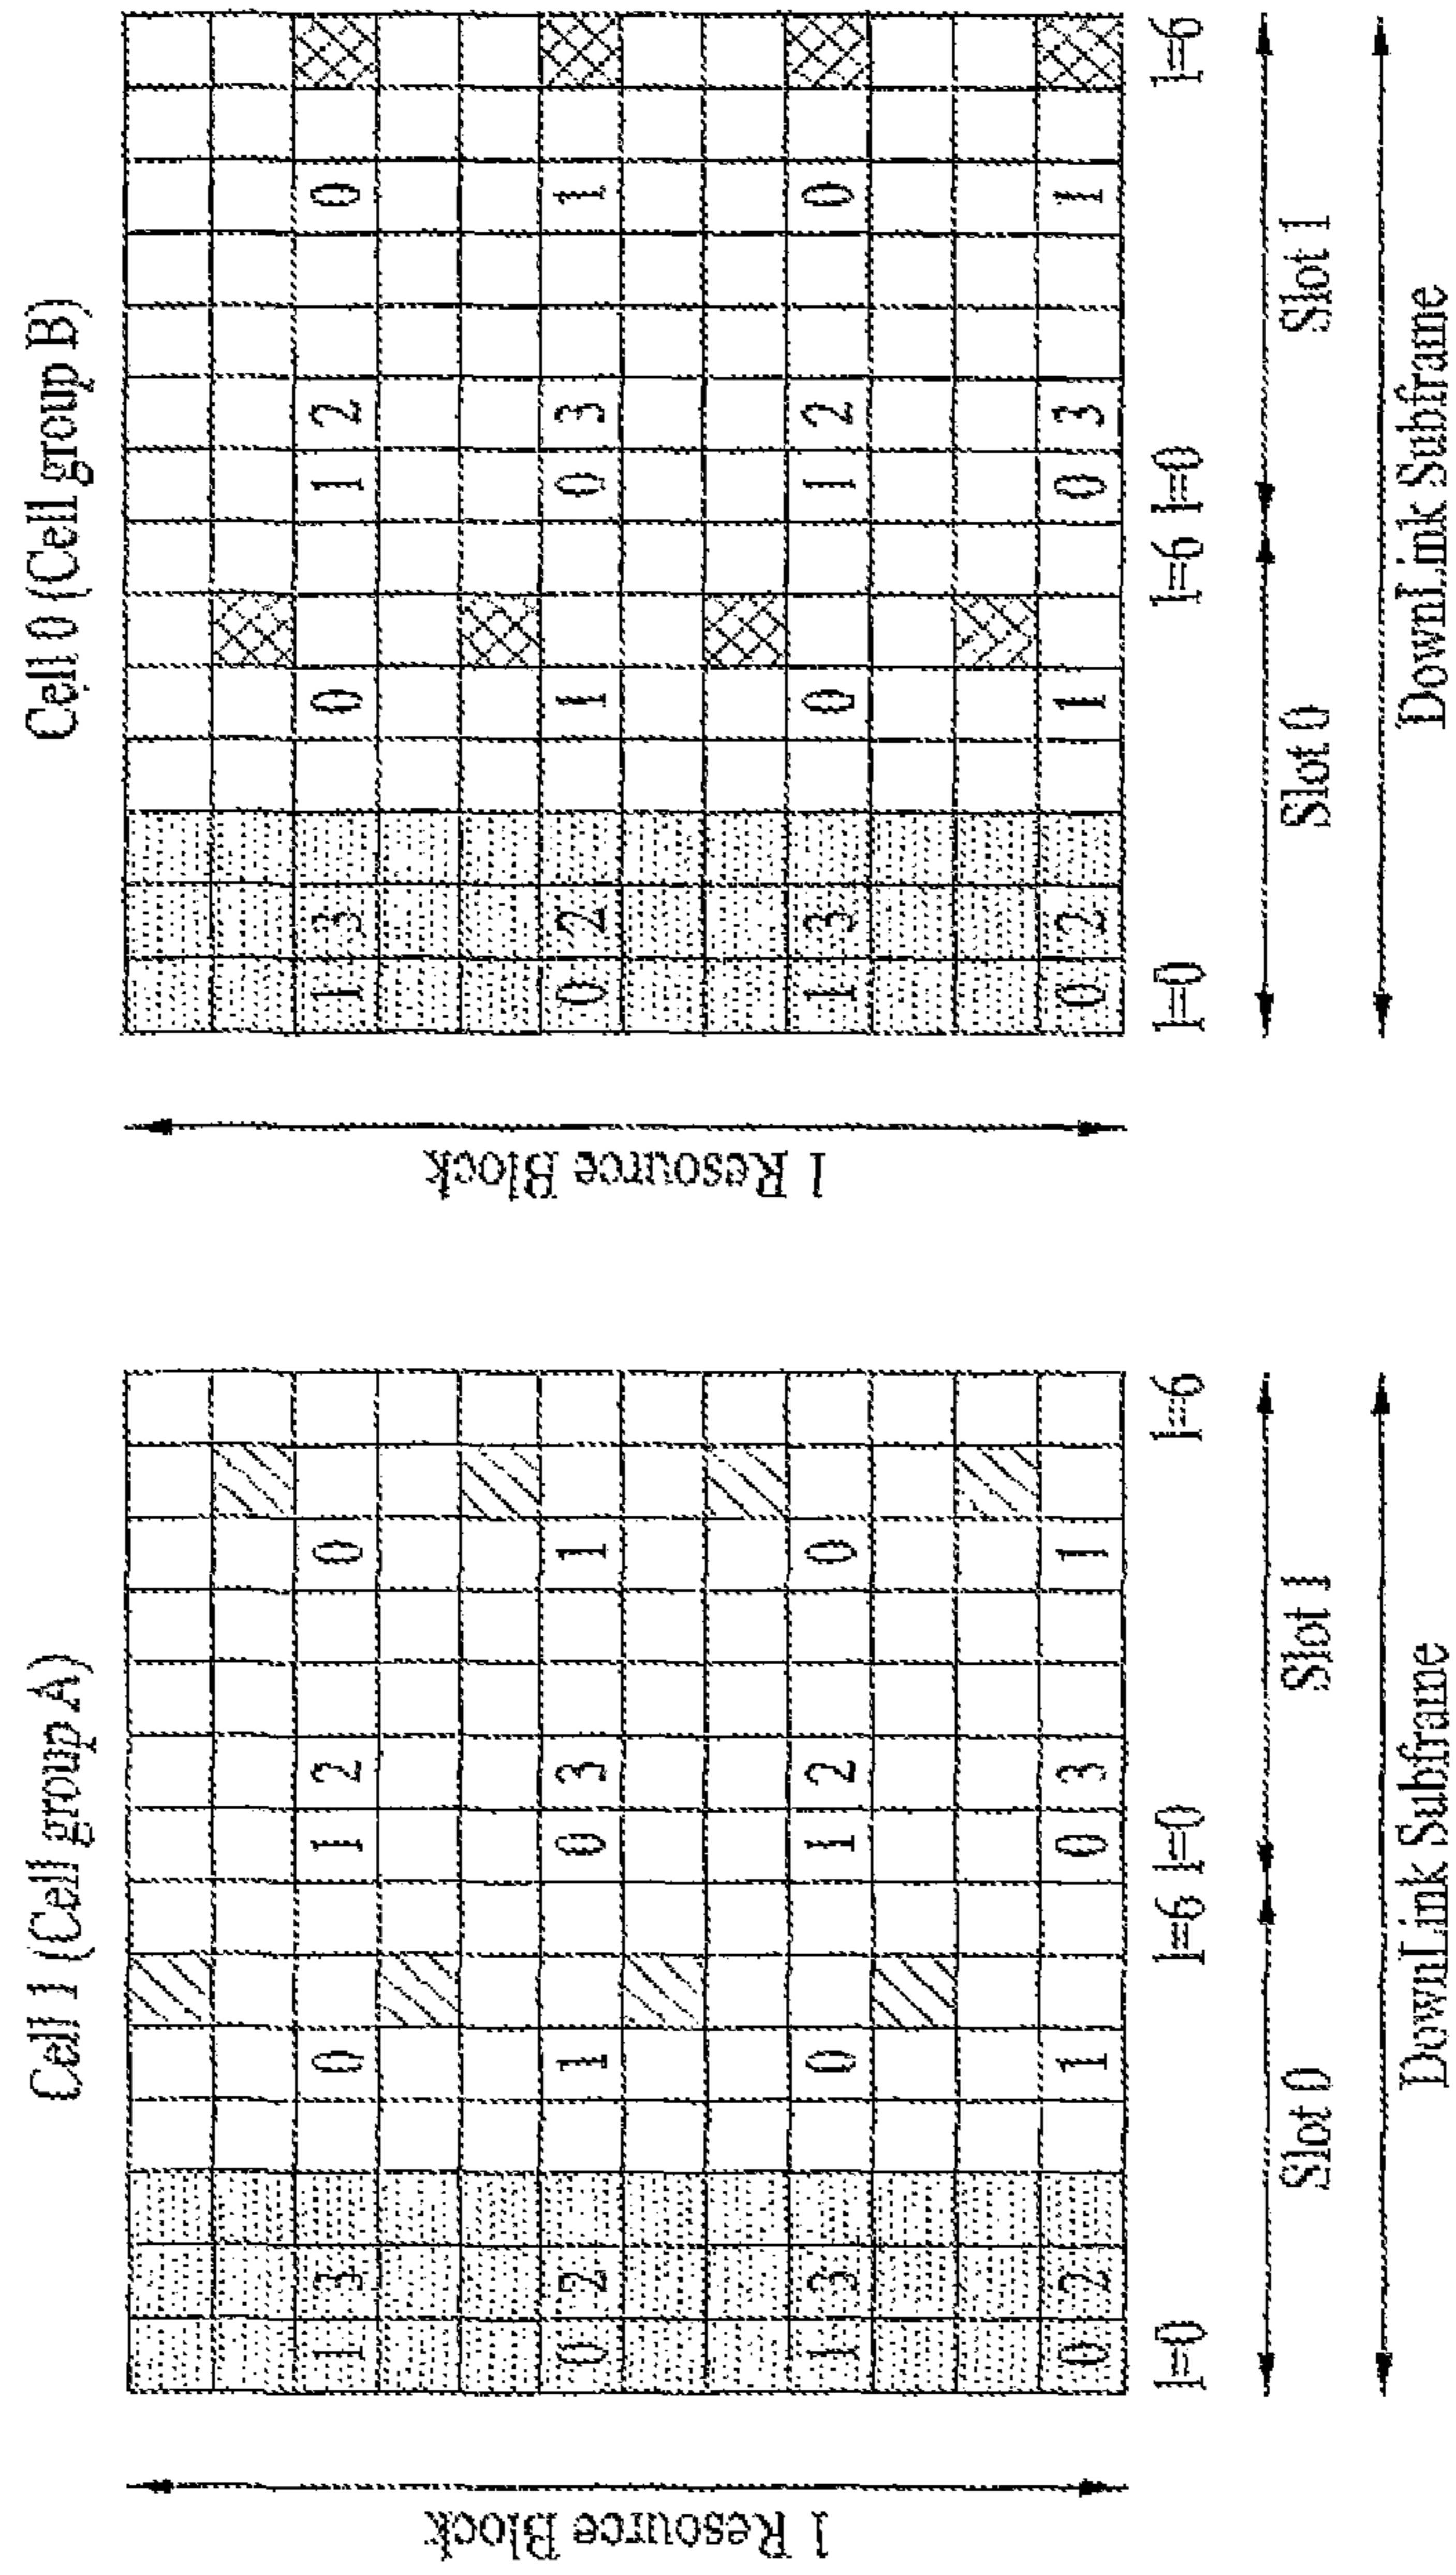 Cell 1 (Cell group A)
1 3 0 1 2 0
0 2 1 0 3 1
1 3 0 1 2 0
0 2 1 0 3 1
1 Resource Block
l=0 l=6 l=0 l=6
Slot 0 Slot 1
DownLink Subframe
Cell 0 (Cell group B)
1 3 0 1 2 0
0 2 1 0 3 1
1 3 0 1 2 0
0 2 1 0 3 1
1 Resource Block
l=0 l=6 l=0 l=6
Slot 0 Slot 1
DownLink Subframe